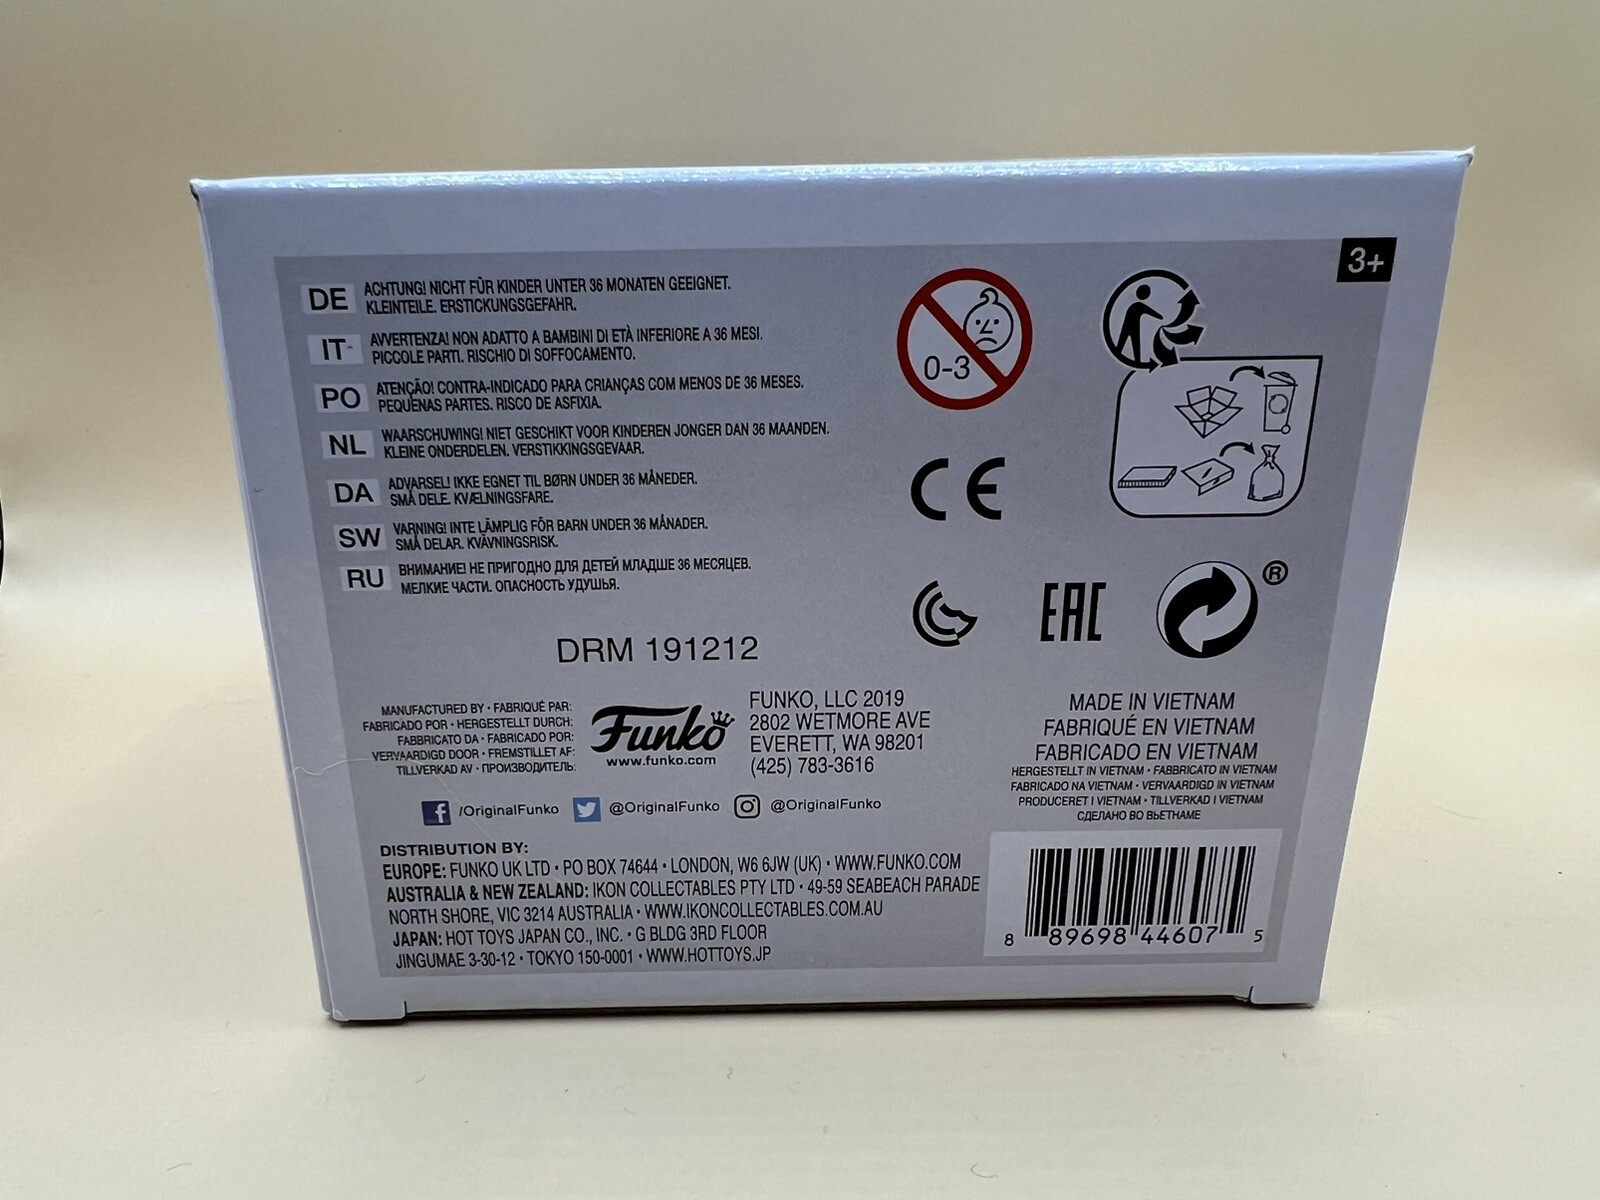 3+
DE
ACHTUNG! NICHT FÜR KINDER UNTER 36 MONATEN GEEIGNET.
KLEINTEILE. ERSTICKUNGSGEFAHR.
IT
AVVERTENZA! NON ADATTO A BAMBINI DI ETÀ INFERIORE A 36 MESI.
PICCOLE PARTI. RISCHIO DI SOFFOCAMENTO.
PO
ATENÇÃO! CONTRA-INDICADO PARA CRIANÇAS COM MENOS DE 36 MESES.
PEQUENAS PARTES. RISCO DE ASFIXIA.
NL
WAARSCHUWING! NIET GESCHIKT VOOR KINDEREN JONGER DAN 36 MAANDEN.
KLEINE ONDERDELEN. VERSTIKKINGSGEVAAR.
DA
ADVARSEL! IKKE EGNET TIL BØRN UNDER 36 MÅNEDER.
SMÅ DELE. KVÆLNINGSFARE.
SW
VARNING! INTE LÄMPLIG FÖR BARN UNDER 36 MÅNADER.
SMÅ DELAR. KVÄVNINGSRISK.
RU
ВНИМАНИЕ! НЕ ПРИГОДНО ДЛЯ ДЕТЕЙ МЛАДШЕ 36 МЕСЯЦЕВ.
МЕЛКИЕ ЧАСТИ. ОПАСНОСТЬ УДУШЬЯ.
0-3
CE
EAC
®
DRM 191212
MANUFACTURED BY • FABRIQUÉ PAR:
FABRICADO POR • HERGESTELLT DURCH:
FABBRICATO DA • FABRICADO POR:
VERVAARDIGD DOOR • FREMSTILLET AF:
TILLVERKAD AV • ПРОИЗВОДИТЕЛЬ:
Funko
www.funko.com
FUNKO, LLC 2019
2802 WETMORE AVE
EVERETT, WA 98201
(425) 783-3616
MADE IN VIETNAM
FABRIQUÉ EN VIETNAM
FABRICADO EN VIETNAM
HERGESTELLT IN VIETNAM • FABBRICATO IN VIETNAM
FABRICADO NA VIETNAM • VERVAARDIGD IN VIETNAM
PRODUCERET I VIETNAM • TILLVERKAD I VIETNAM
СДЕЛАНО ВО ВЬЕТНАМЕ
f /OriginalFunko @OriginalFunko @OriginalFunko
DISTRIBUTION BY:
EUROPE: FUNKO UK LTD • PO BOX 74644 • LONDON, W6 6JW (UK) • WWW.FUNKO.COM
AUSTRALIA & NEW ZEALAND: IKON COLLECTABLES PTY LTD • 49-59 SEABEACH PARADE
NORTH SHORE, VIC 3214 AUSTRALIA • WWW.IKONCOLLECTABLES.COM.AU
JAPAN: HOT TOYS JAPAN CO., INC. • G BLDG 3RD FLOOR
JINGUMAE 3-30-12 • TOKYO 150-0001 • WWW.HOTTOYS.JP
8 89698 44607 5